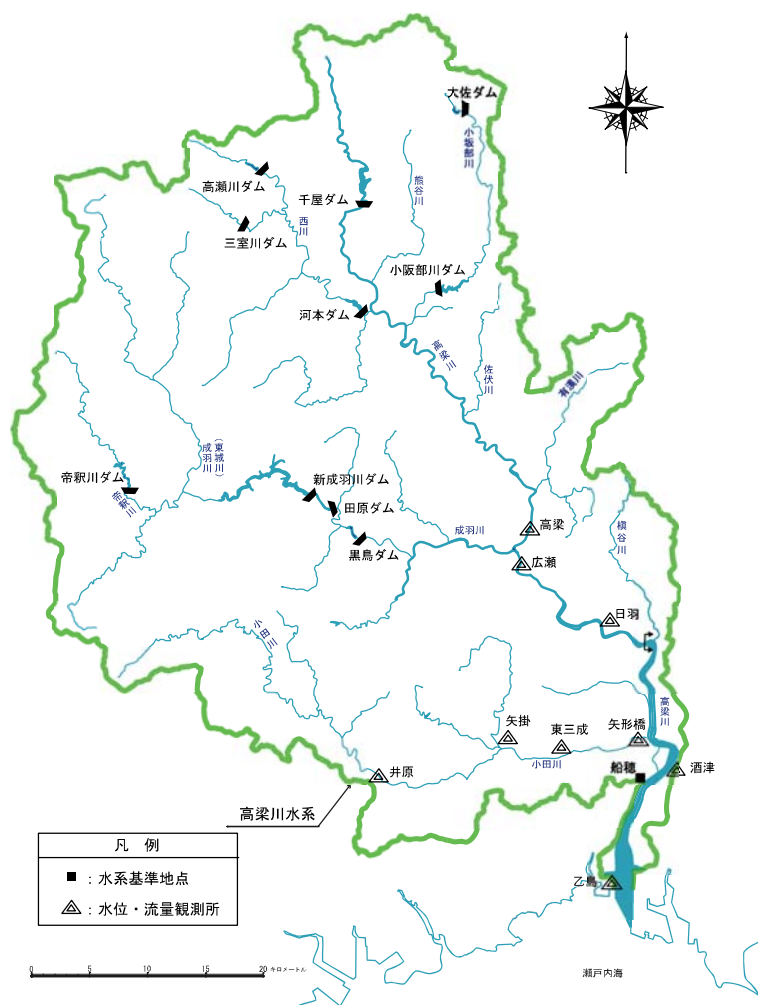 大佐ダム
小坂部川
高瀬川ダム
千屋ダム
熊谷川
西川
三室川ダム
小阪部川ダム
河本ダム
高梁川
佐伏川
有漢川
(東城川)
成羽川
帝釈川ダム
帝釈川
新成羽川ダム
田原ダム
黒鳥ダム
成羽川
高梁
槇谷川
広瀬
日羽
小田川
高梁川
矢掛
東三成
矢形橋
小田川
船穂
酒津
井原
高梁川水系
凡 例
■:水系基準地点
:水位・流量観測所
乙島
0 5 10 15 20 キロメートル
瀬戸内海